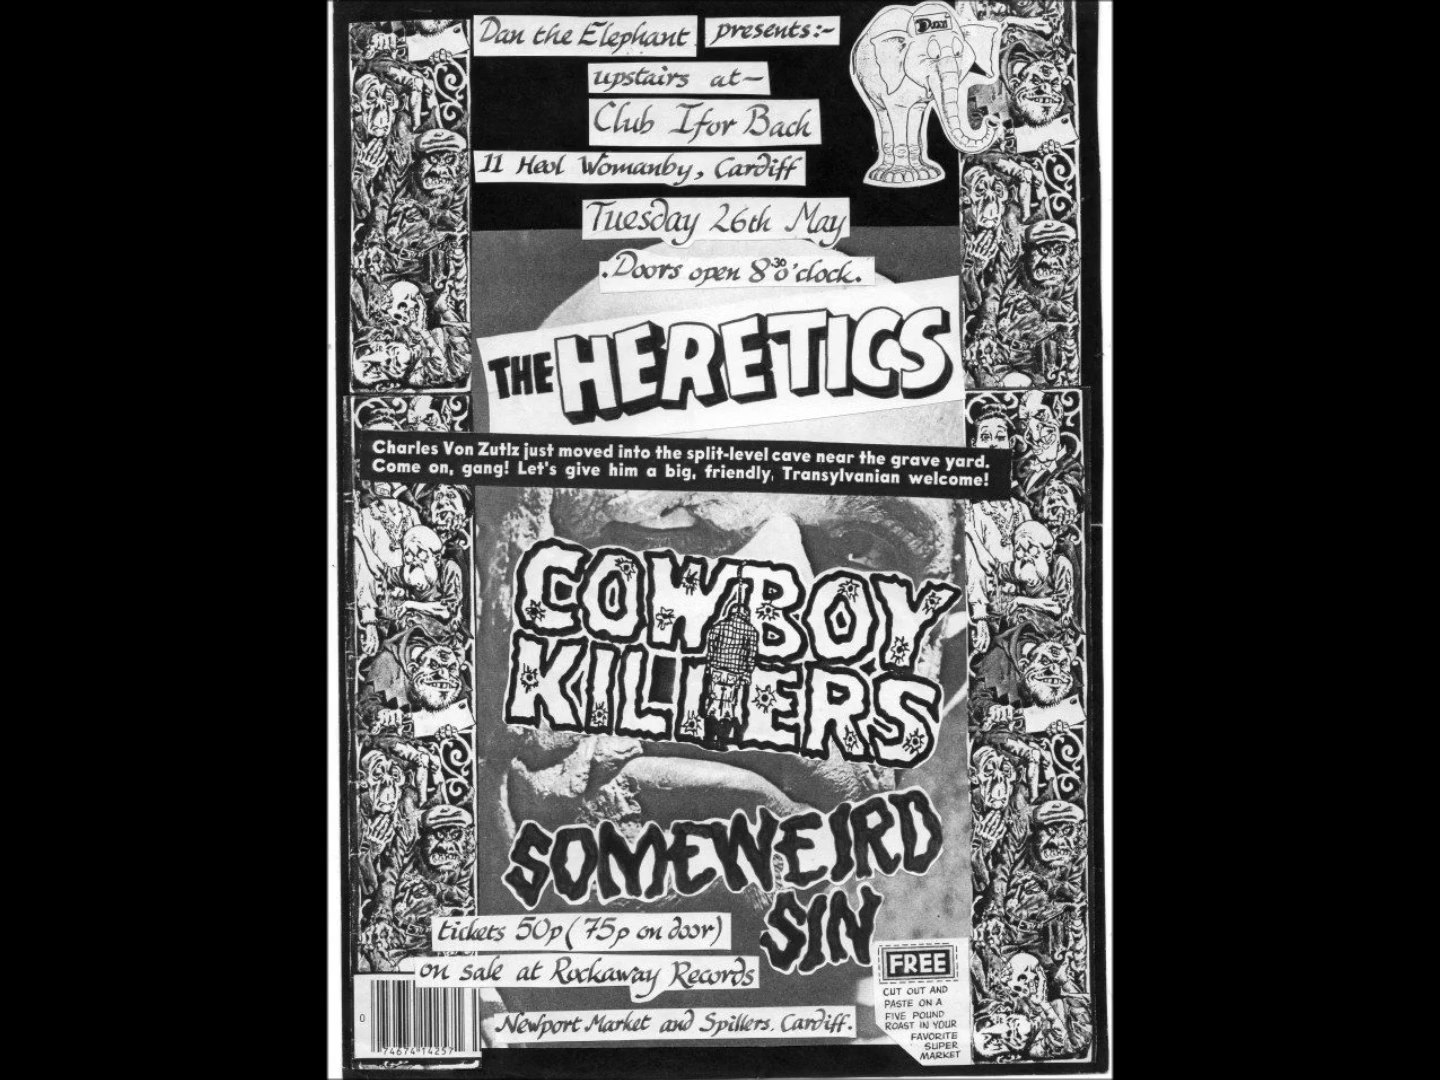 Dan the Elephant presents:-
Dan
upstairs at-
Club Ifor Bach
11 Heol Womanby, Cardiff
Tuesday 26th May
.Doors open 8.30 o'clock.
THE HERETICS
Charles Von Zutlz just moved into the split-level cave near the grave yard.
Come on, gang! Let's give him a big, friendly, Transylvanian welcome!
COWBOY
KILLERS
SOMEWEIRD
SIN
tickets 50p (75p on door)
on sale at Rockaway Records
Newport Market and Spillers, Cardiff.
FREE
CUT OUT AND
PASTE ON A
FIVE POUND
ROAST IN YOUR
FAVORITE
SUPER
MARKET
0
74674 14257